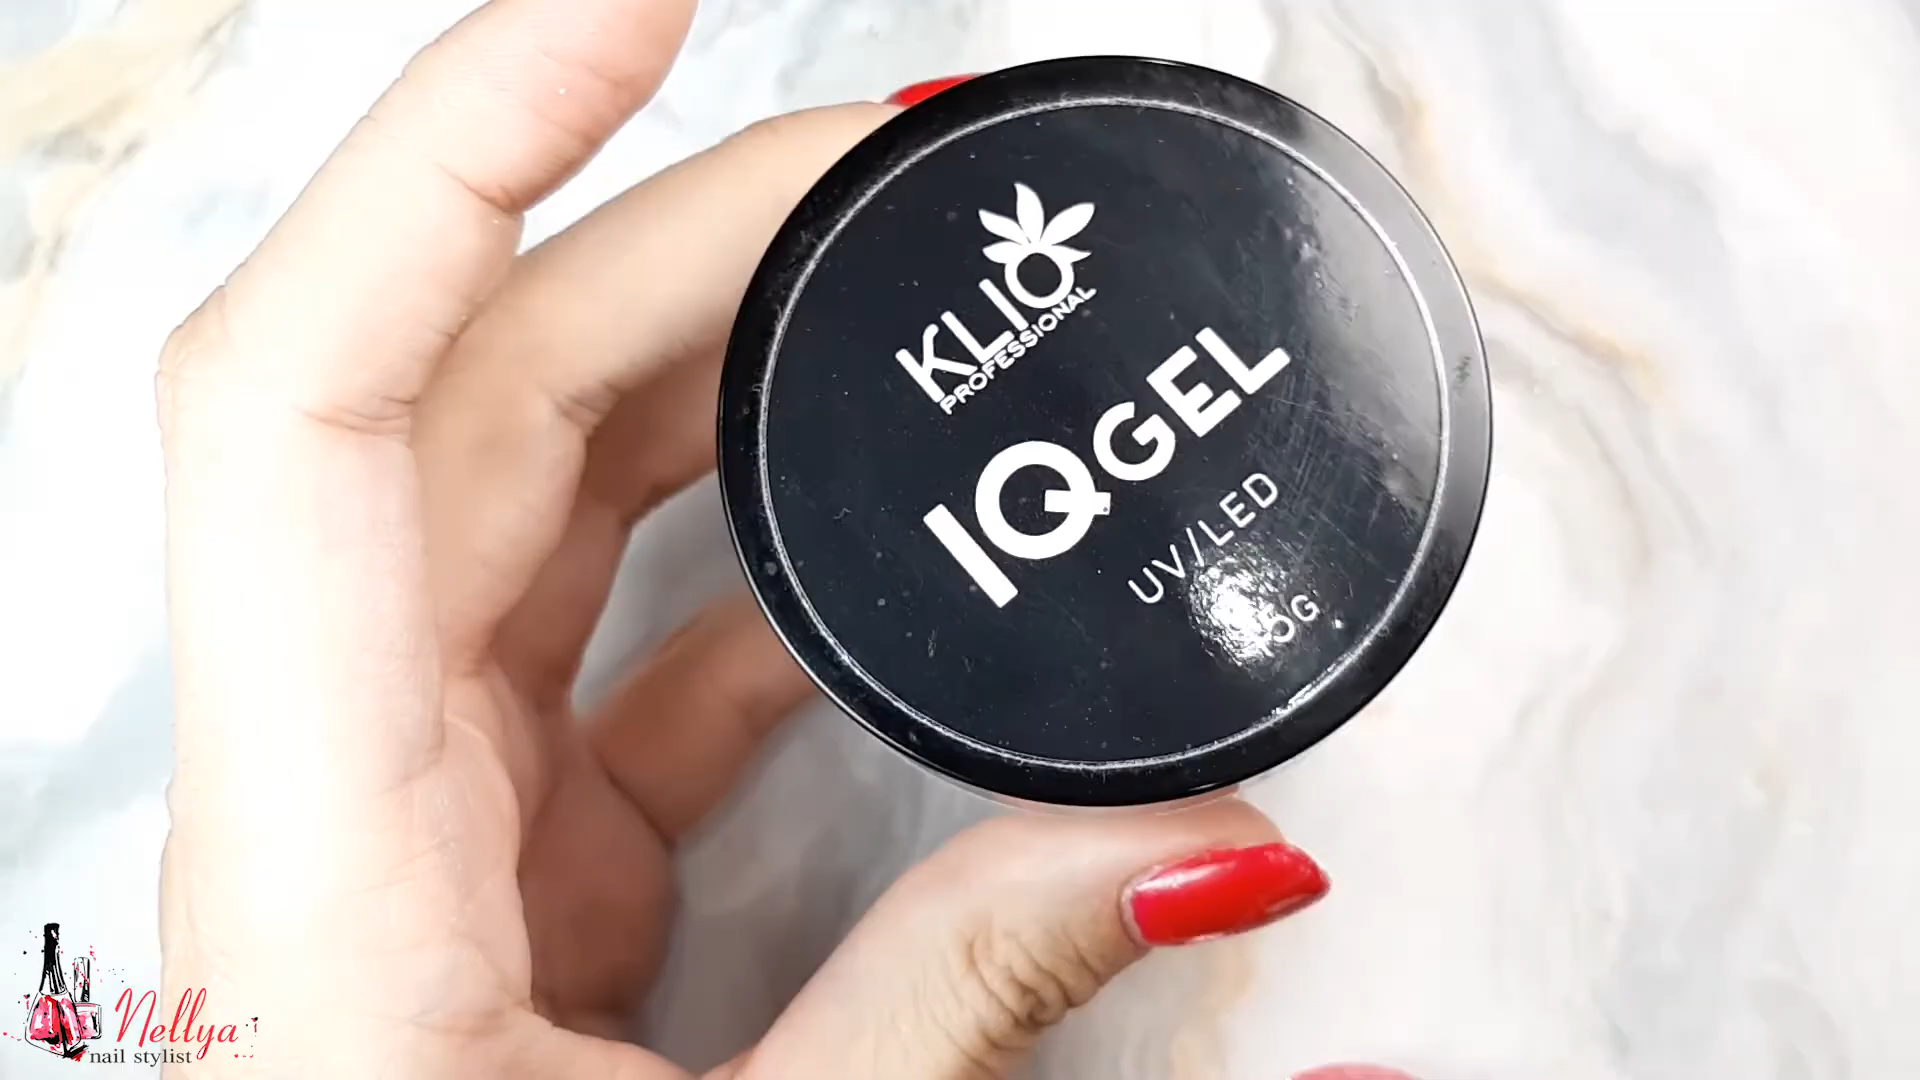 KLIO
PROFESSIONAL
IQGEL
UV/LED
Nellya
nail stylist